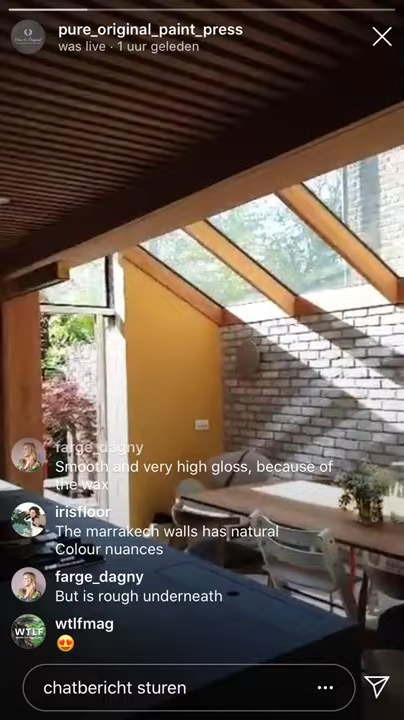 pure_original_paint_press
was live · 1 uur geleden
farge_dagny
Smooth and very high gloss, because of
the wax
irisfloor
The marrakech walls has natural
Colour nuances
farge_dagny
But is rough underneath
WTLF
wtlfmag
😍
chatbericht sturen